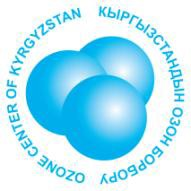 OZONE CENTER OF KYRGYZSTAN
КЫРГЫЗСТАНДЫН ОЗОН БОРБОРУ